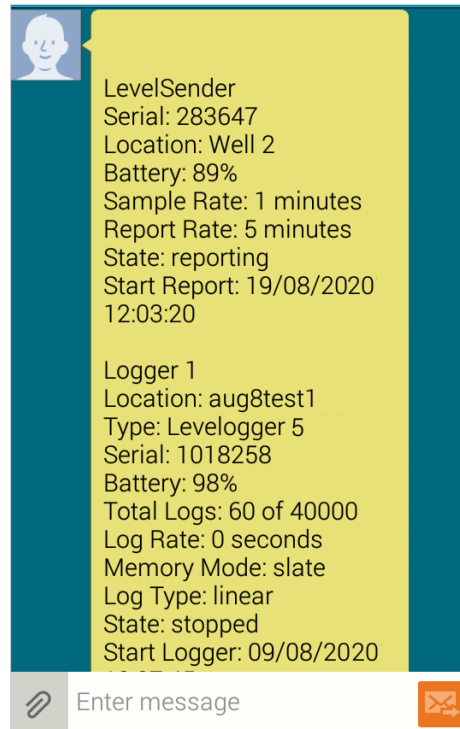 LevelSender
Serial: 283647
Location: Well 2
Battery: 89%
Sample Rate: 1 minutes
Report Rate: 5 minutes
State: reporting
Start Report: 19/08/2020
12:03:20
Logger 1
Location: aug8test1
Type: Levelogger 5
Serial: 1018258
Battery: 98%
Total Logs: 60 of 40000
Log Rate: 0 seconds
Memory Mode: slate
Log Type: linear
State: stopped
Start Logger: 09/08/2020
Enter message